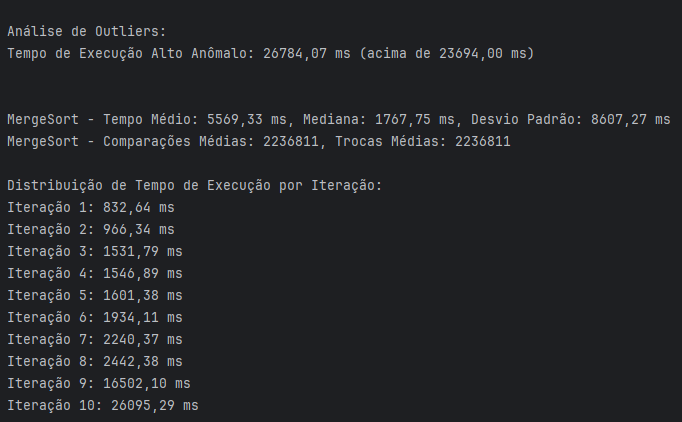 Análise de Outliers:
Tempo de Execução Alto Anômalo: 26784,07 ms (acima de 23694,00 ms)
MergeSort - Tempo Médio: 5569,33 ms, Mediana: 1767,75 ms, Desvio Padrão: 8607,27 ms
MergeSort - Comparações Médias: 2236811, Trocas Médias: 2236811
Distribuição de Tempo de Execução por Iteração:
Iteração 1: 832,64 ms
Iteração 2: 966,34 ms
Iteração 3: 1531,79 ms
Iteração 4: 1546,89 ms
Iteração 5: 1601,38 ms
Iteração 6: 1934,11 ms
Iteração 7: 2240,37 ms
Iteração 8: 2442,38 ms
Iteração 9: 16502,10 ms
Iteração 10: 26095,29 ms